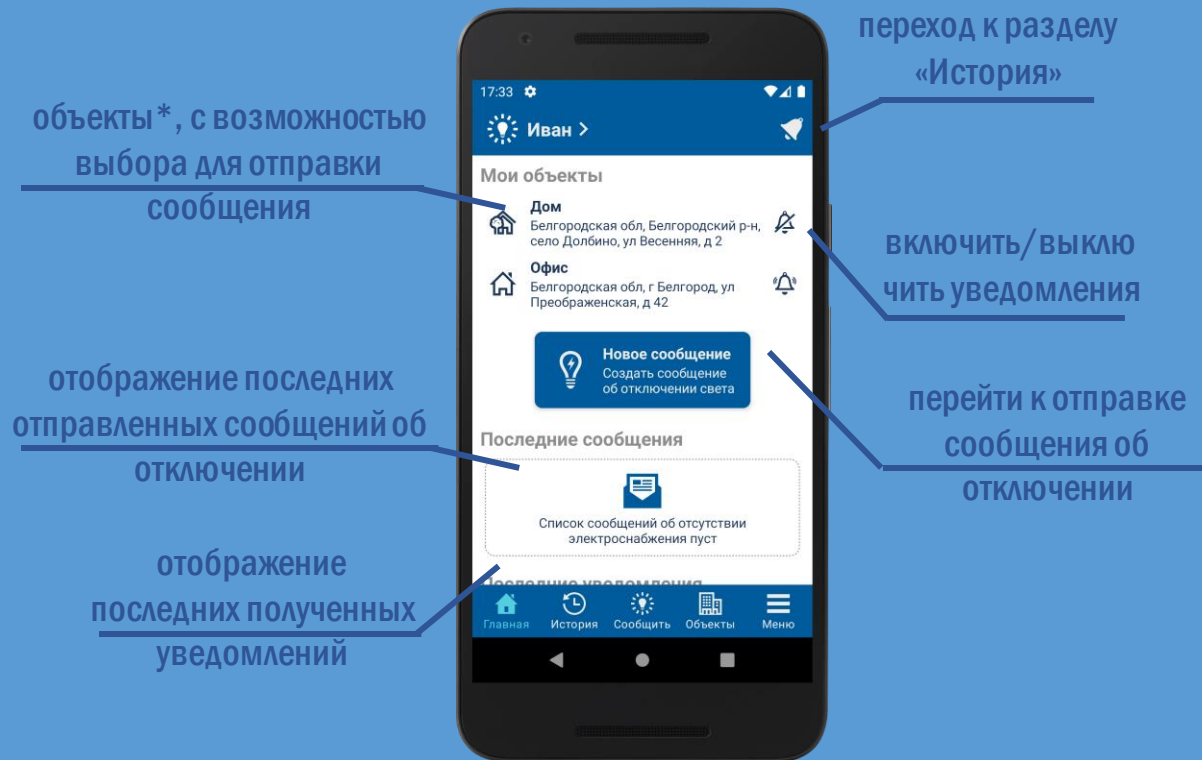 переход к разделу
«История»
объекты*, с возможностью
выбора для отправки
сообщения
17:33
Иван >
Мои объекты
Дом
Белгородская обл, Белгородский р-н,
село Долбино, ул Весенняя, д 2
Офис
Белгородская обл, г Белгород, ул
Преображенская, д 42
включить/выклю
чить уведомления
Новое сообщение
Создать сообщение
об отключении света
отображение последних
отправленных сообщений об
отключении
перейти к отправке
сообщения об
отключении
Последние сообщения
Список сообщений об отсутствии
электроснабжения пуст
отображение
последних полученных
уведомлений
Последние уведомления
Главная История Сообщить Объекты Меню